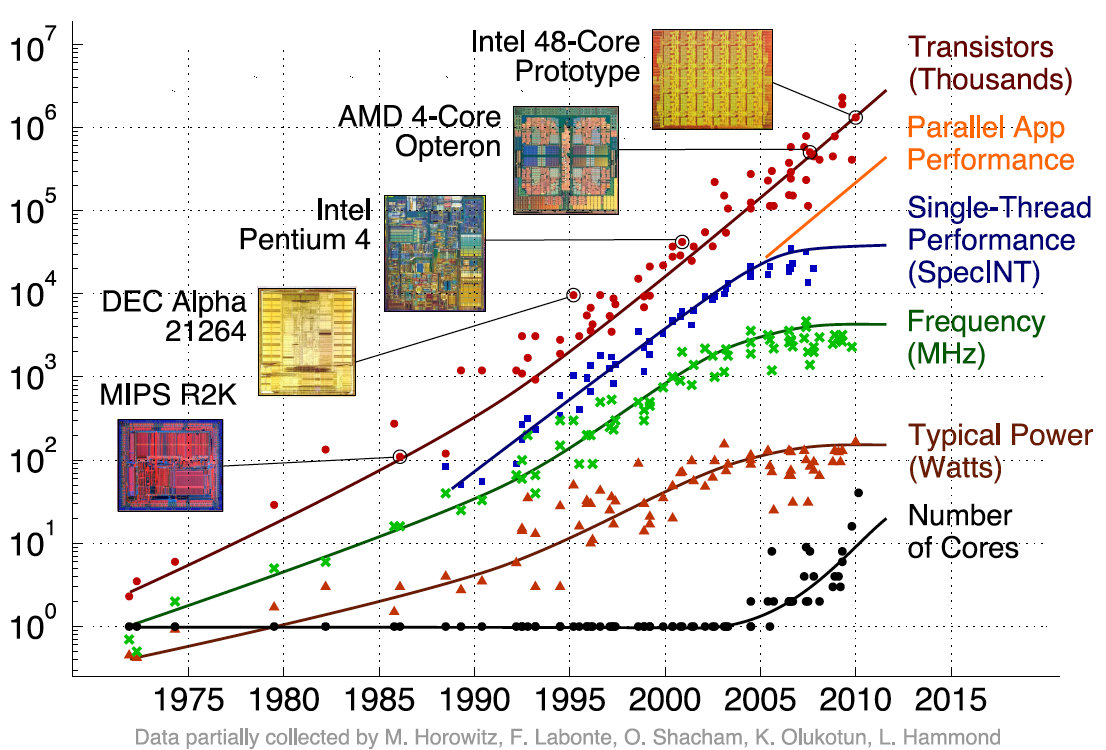 10^7
10^6
10^5
10^4
10^3
10^2
10^1
10^0
Intel 48-Core
Prototype
AMD 4-Core
Opteron
Intel
Pentium 4
DEC Alpha
21264
MIPS R2K
Transistors
(Thousands)
Parallel App
Performance
Single-Thread
Performance
(SpecINT)
Frequency
(MHz)
Typical Power
(Watts)
Number
of Cores
1975 1980 1985 1990 1995 2000 2005 2010 2015
Data partially collected by M. Horowitz, F. Labonte, O. Shacham, K. Olukotun, L. Hammond